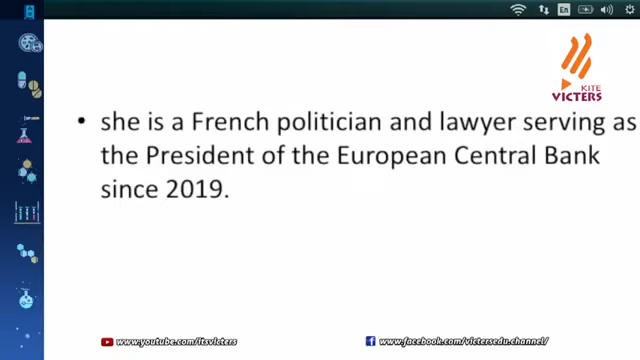 En
KITE
VICTERS
• she is a French politician and lawyer serving as
the President of the European Central Bank
since 2019.
www.youtube.com/itsvicters
www.facebook.com/victersedu.channel/